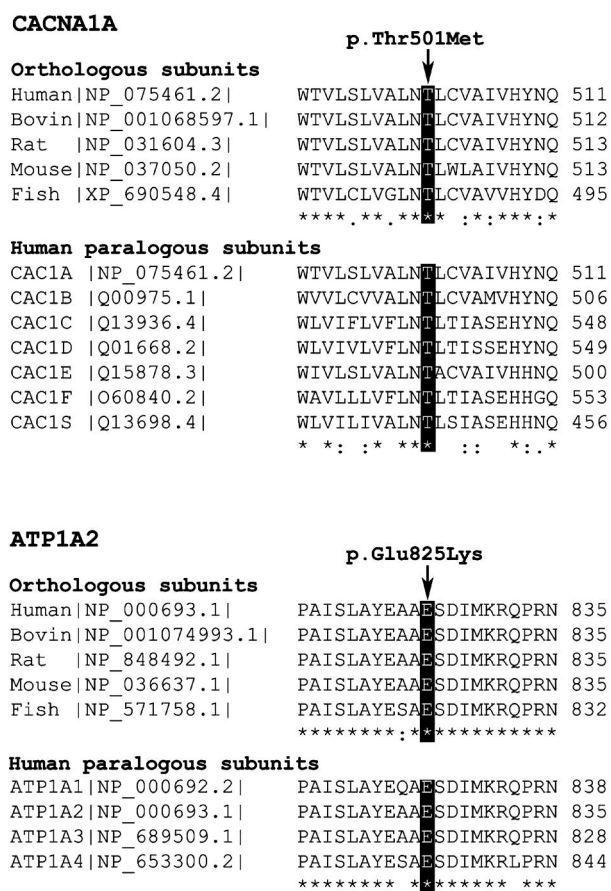 CACNA1A
p.Thr501Met
Orthologous subunits
Human|NP_075461.2| WTVLSLVALNTLCVAIVHYNQ 511
Bovin|NP_001068597.1| WTVLSLVALNTLCVAIVHYNQ 512
Rat |NP_031604.3| WTVLSLVALNTLCVAIVHYNQ 513
Mouse|NP_037050.2| WTVLSLVALNTLWLAIVHYNQ 513
Fish |XP_690548.4| WTVLCLVGLNTLCVAVVHYDQ 495
****.**.**** :*:***:*
Human paralogous subunits
CAC1A |NP_075461.2| WTVLSLVALNTLCVAIVHYNQ 511
CAC1B |Q00975.1| WVVLCVVALNTLCVAMVHYNQ 506
CAC1C |Q13936.4| WLVIFLVFLNTLTIASEHYNQ 548
CAC1D |Q01668.2| WLVIVLVFLNTLTISSEHYNQ 549
CAC1E |Q15878.3| WIVLSLVALNTACVAIVHHNQ 500
CAC1F |O60840.2| WAVLLLVFLNTLTIASEHHGQ 553
CAC1S |Q13698.4| WLVILIVALNTLSIASEHHNQ 456
* *: :* *** :: *:.*
ATP1A2
p.Glu825Lys
Orthologous subunits
Human|NP_000693.1| PAISLAYEAAESDIMKRQPRN 835
Bovin|NP_001074993.1| PAISLAYEAAESDIMKRQPRN 835
Rat |NP_848492.1| PAISLAYEAAESDIMKRQPRN 835
Mouse|NP_036637.1| PAISLAYEAAESDIMKRQPRN 835
Fish |NP_571758.1| PAISLAYESAESDIMKRQPRN 832
********:************
Human paralogous subunits
ATP1A1|NP_000692.2| PAISLAYEQAESDIMKRQPRN 838
ATP1A2|NP_000693.1| PAISLAYEAAESDIMKRQPRN 835
ATP1A3|NP_689509.1 PAISLAYEAAESDIMKRQPRN 828
ATP1A4|NP_653300.2| PAISLAYESAESDIMKRLPRN 844
******** ******** ***